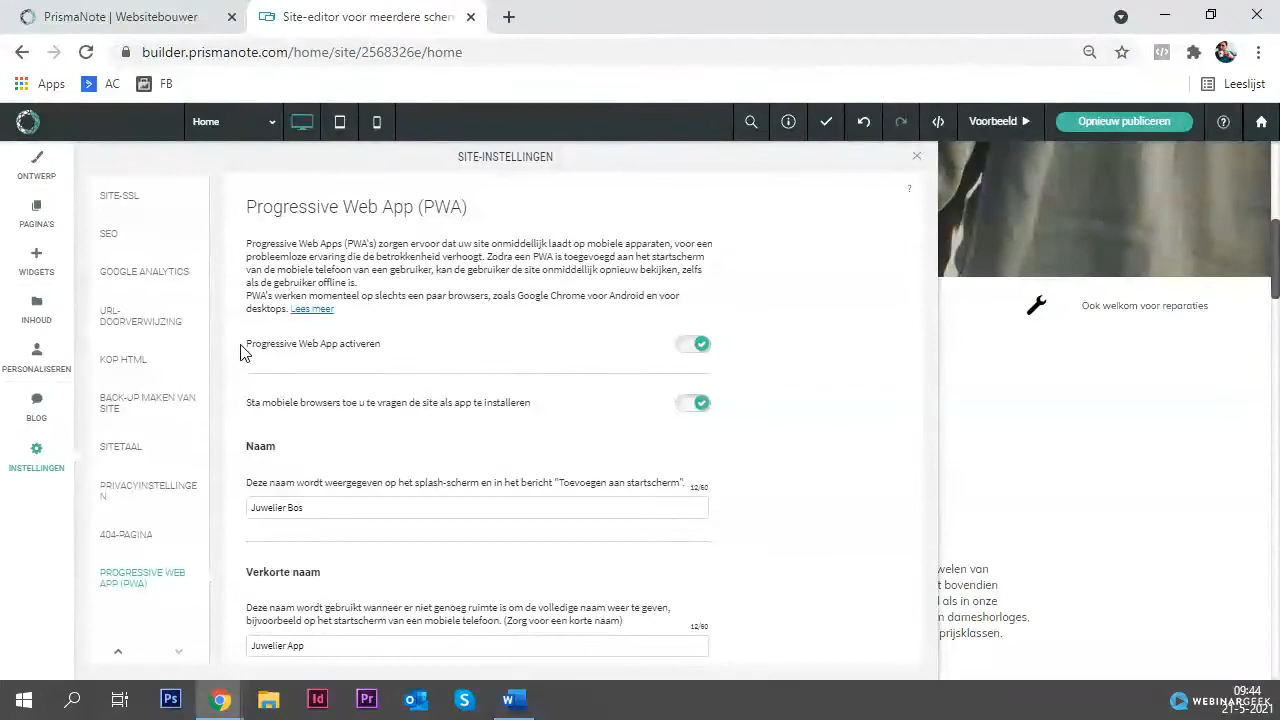 PrismaNote | Websitebouwer
Site-editor voor meerdere scher
builder.prismanote.com/home/site/2568326e/home
Apps
AC
FB
Leeslijst
Home
Voorbeeld
Opnieuw publiceren
ONTWERP
PAGINA'S
WIDGETS
INHOUD
PERSONALISEREN
BLOG
INSTELLINGEN
SITE-INSTELLINGEN
SITE-SSL
SEO
GOOGLE ANALYTICS
URL-
DOORVERWIJZING
KOP HTML
BACK-UP MAKEN VAN
SITE
SITETAAL
PRIVACYINSTELLINGE
N
404-PAGINA
PROGRESSIVE WEB
APP (PWA)
Progressive Web App (PWA)
?
Progressive Web Apps (PWA's) zorgen ervoor dat uw site onmiddellijk laadt op mobiele apparaten, voor een
probleemloze ervaring die de betrokkenheid verhoogt. Zodra een PWA is toegevoegd aan het startscherm
van de mobiele telefoon van een gebruiker, kan de gebruiker de site onmiddellijk opnieuw bekijken, zelfs
als de gebruiker offline is.
PWA's werken momenteel op slechts een paar browsers, zoals Google Chrome voor Android en voor
desktops. Lees meer
Progressive Web App activeren
Sta mobiele browsers toe u te vragen de site als app te installeren
Naam
Deze naam wordt weergegeven op het splash-scherm en in het bericht "Toevoegen aan startscherm".
12/60
Juwelier Bos
Verkorte naam
Deze naam wordt gebruikt wanneer er niet genoeg ruimte is om de volledige naam weer te geven,
bijvoorbeeld op het startscherm van een mobiele telefoon. (Zorg voor een korte naam)
12/60
Juwelier App
Ook welkom voor reparaties
welen van
t bovendien
l als in onze
n dameshorloges,
prijsklassen.
Ps
Id
Pr
09:44
21-5-2021
WEBINARGEEK